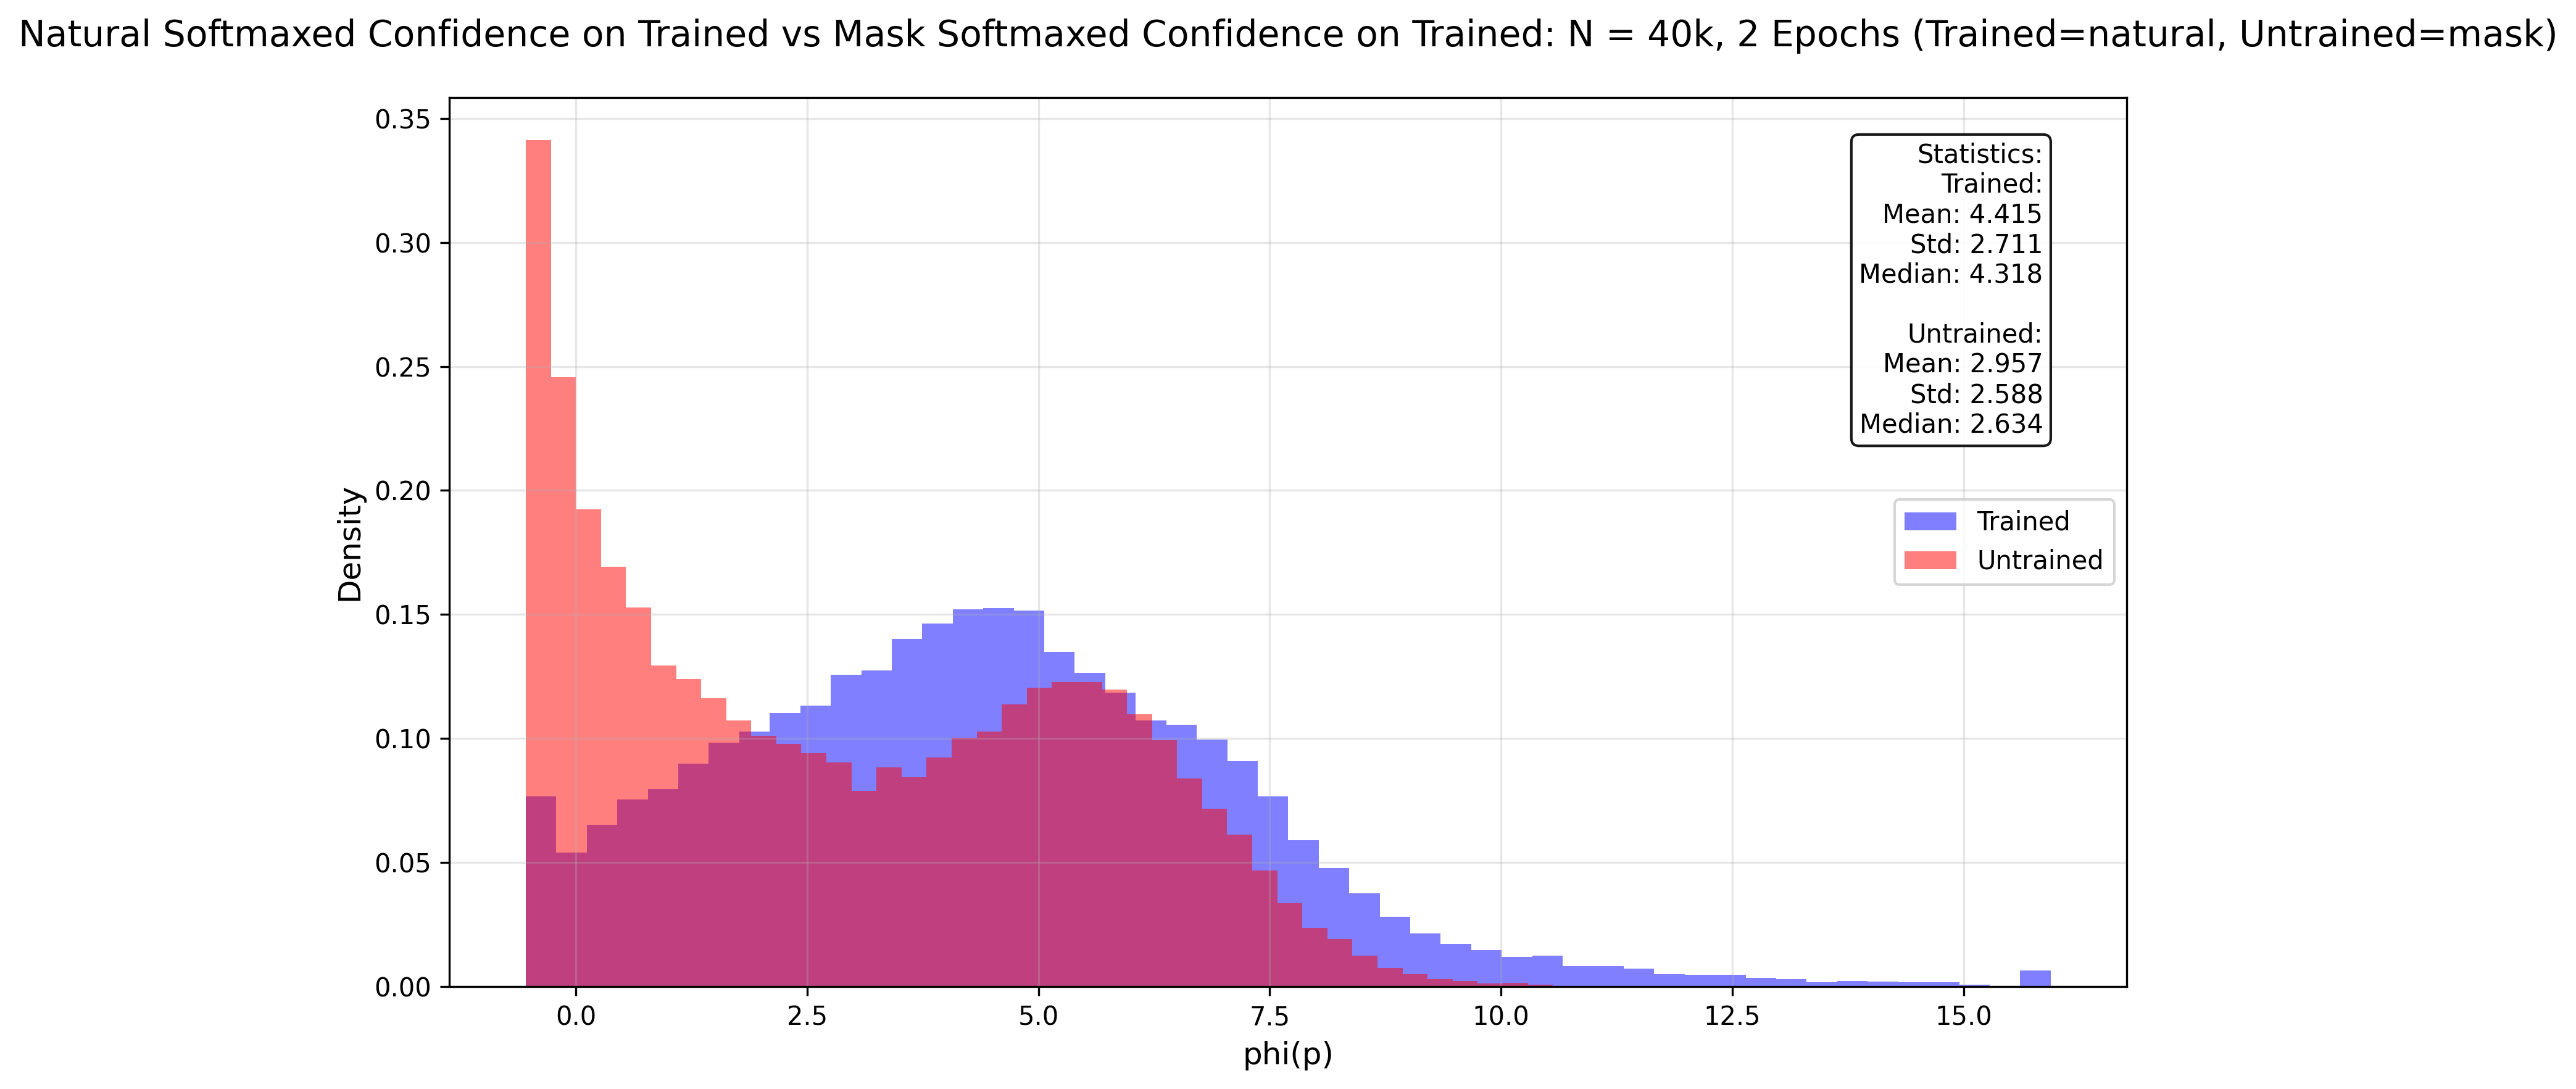 Natural Softmaxed Confidence on Trained vs Mask Softmaxed Confidence on Trained: N = 40k, 2 Epochs (Trained=natural, Untrained=mask)
0.35
0.30
0.25
0.20
0.15
0.10
0.05
0.00
Density
Statistics:
Trained:
Mean: 4.415
Std: 2.711
Median: 4.318
Untrained:
Mean: 2.957
Std: 2.588
Median: 2.634
Trained
Untrained
0.0
2.5
5.0
7.5
10.0
12.5
15.0
phi(p)